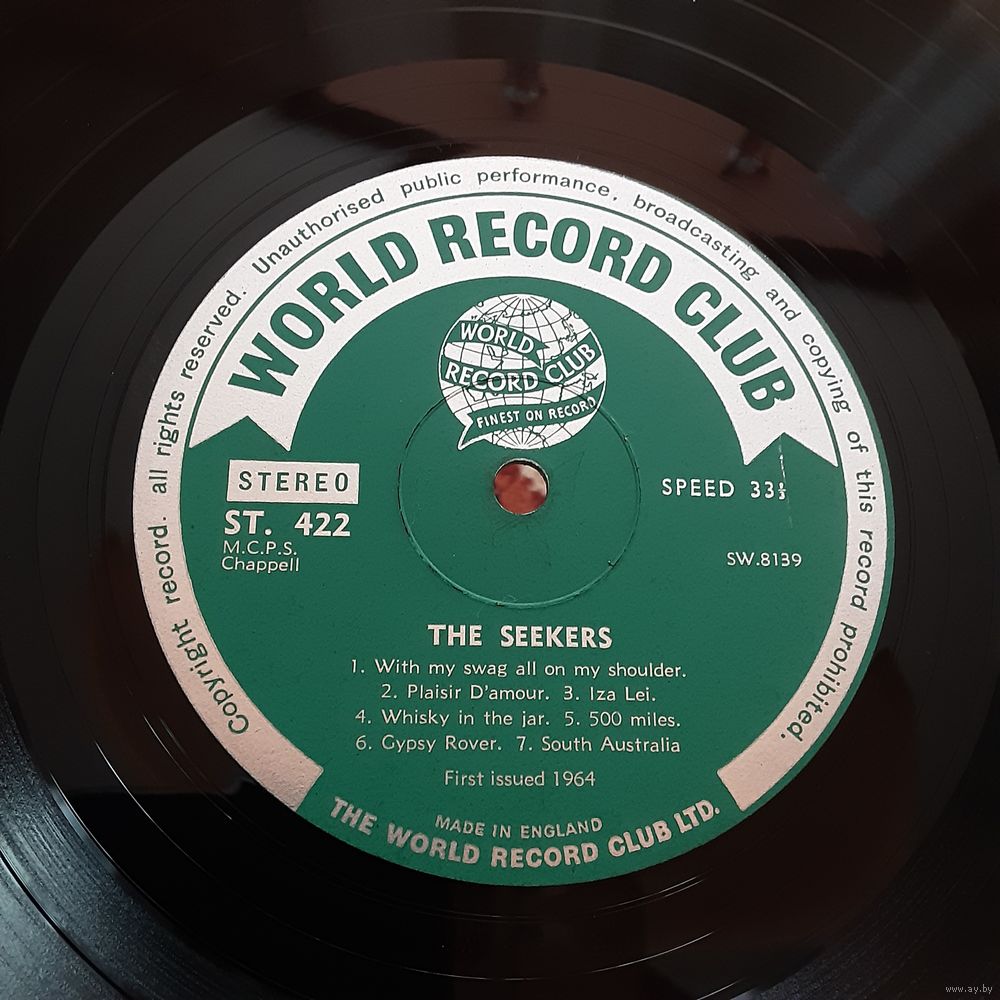 Copyright record. all rights reserved. Unauthorised public performance, broadcasting and copying of this record prohibited.
WORLD RECORD CLUB
WORLD
RECORD CLUB
FINEST ON RECORD
STEREO
SPEED 33⅓
ST. 422
M.C.P.S.
Chappell
SW.8139
THE SEEKERS
1. With my swag all on my shoulder.
2. Plaisir D'amour. 3. Iza Lei.
4. Whisky in the jar. 5. 500 miles.
6. Gypsy Rover. 7. South Australia
First issued 1964
MADE IN ENGLAND
THE WORLD RECORD CLUB LTD.
www.ay.by